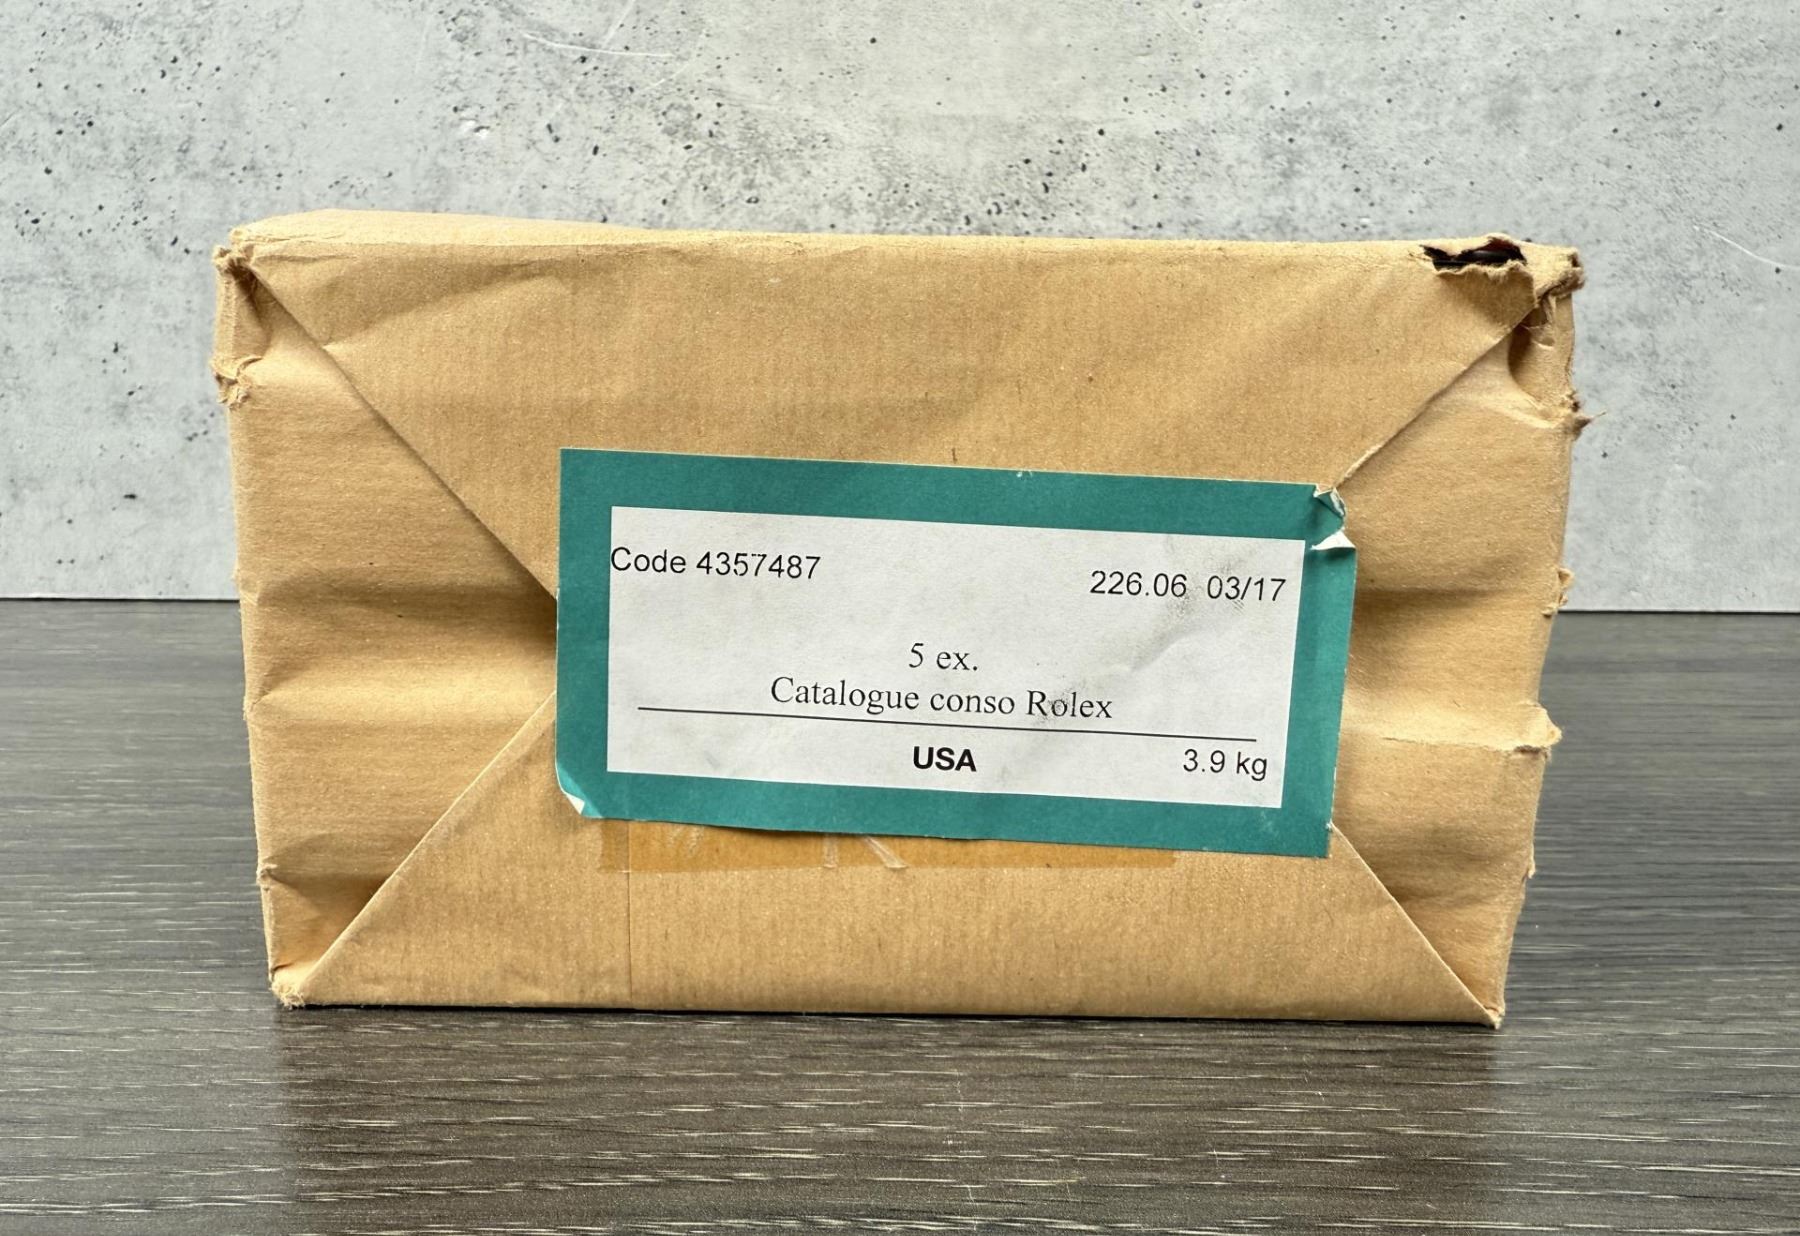 Code 4357487 226.06 03/17
5 ex.
Catalogue conso Rolex
USA 3.9 kg